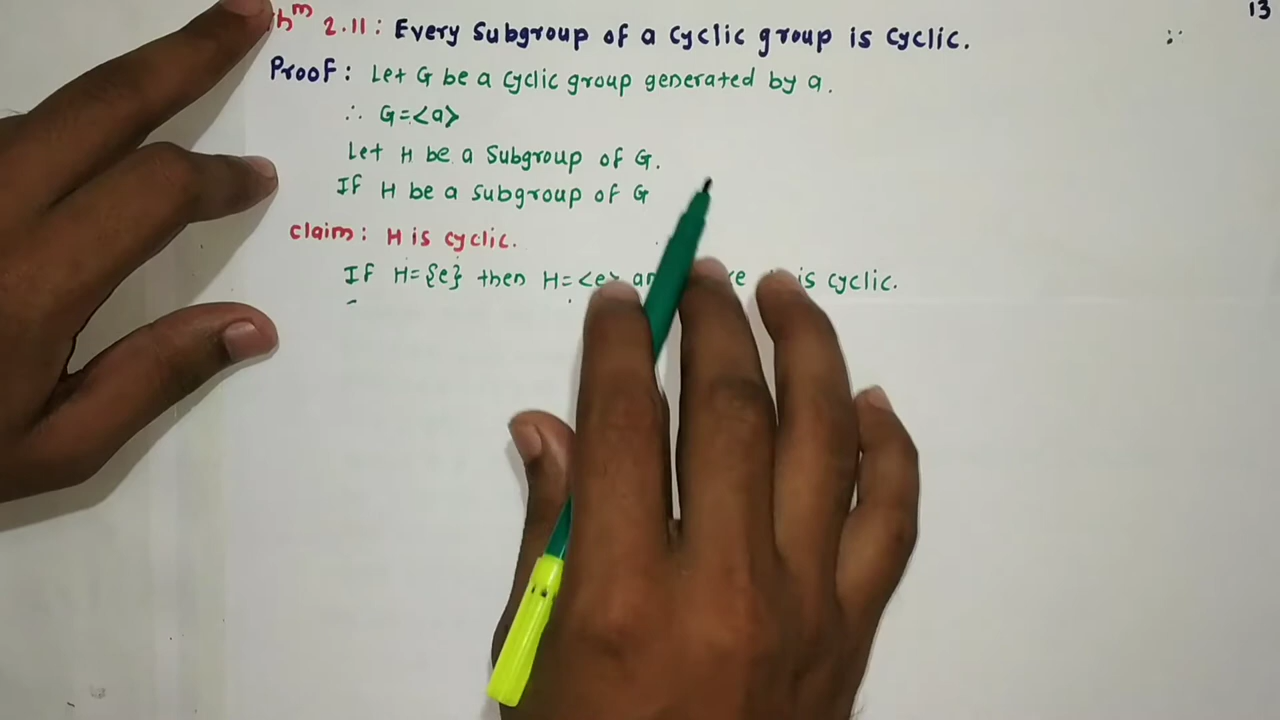 13
hm 2.11: Every Subgroup of a cyclic group is cyclic.
Proof: Let G be a cyclic group generated by a.
∴ G=<a>
Let H be a Subgroup of G.
If H be a subgroup of G
claim: H is cyclic.
If H={e} then H=<e> is cyclic.